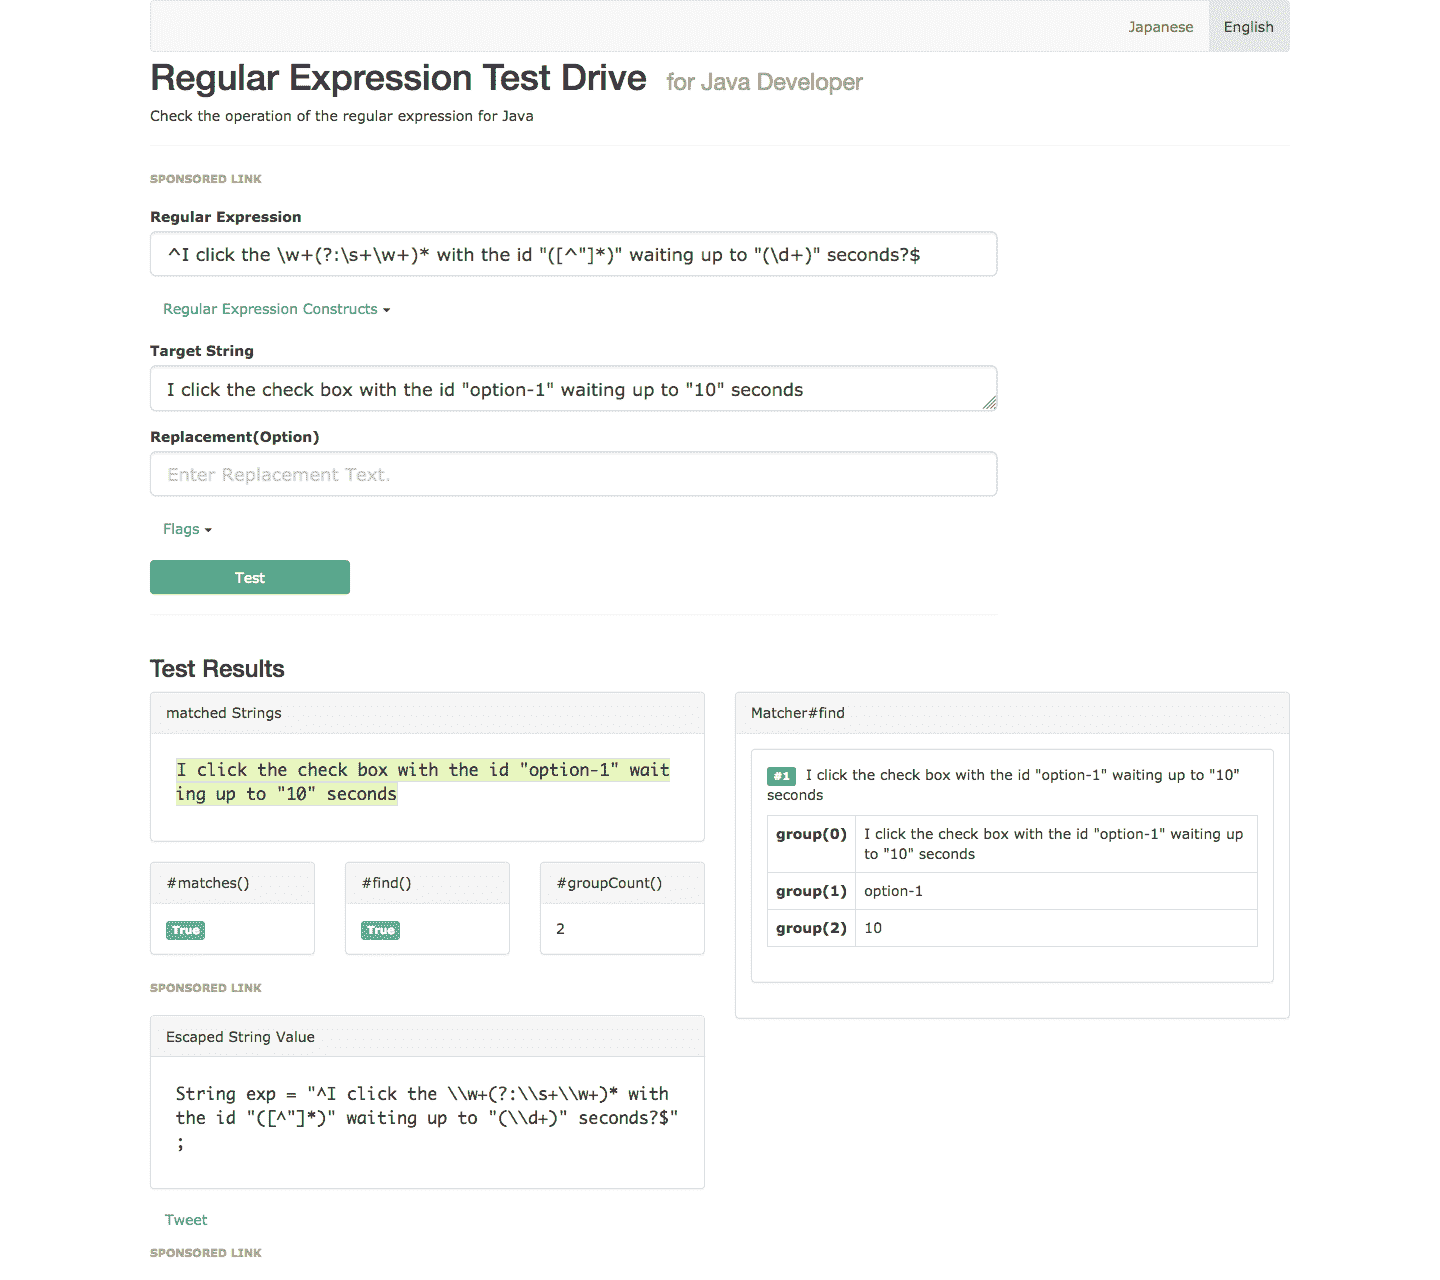 Japanese English
Regular Expression Test Drive for Java Developer
Check the operation of the regular expression for Java
SPONSORED LINK
Regular Expression
^I click the \w+(?:\s+\w+)* with the id "([^"]*)" waiting up to "(\d+)" seconds?$
Regular Expression Constructs
Target String
I click the check box with the id "option-1" waiting up to "10" seconds
Replacement(Option)
Enter Replacement Text.
Flags
Test
Test Results
matched Strings
I click the check box with the id "option-1" wait
ing up to "10" seconds
#matches() #find() #groupCount()
True True 2
SPONSORED LINK
Escaped String Value
String exp = "^I click the \\w+(?:\\s+\\w+)* with
the id "([^"]*)" waiting up to "(\\d+)" seconds?$"
;
Tweet
SPONSORED LINK
Matcher#find
#1 I click the check box with the id "option-1" waiting up to "10"
seconds
group(0) I click the check box with the id "option-1" waiting up
to "10" seconds
group(1) option-1
group(2) 10